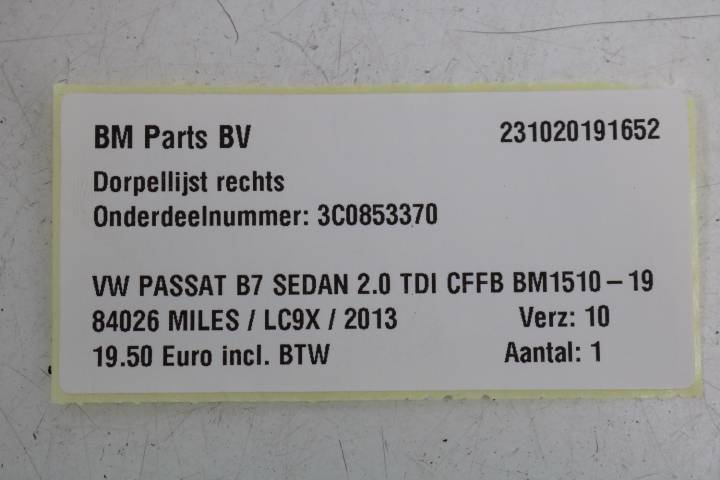 BM Parts BV 231020191652
Dorpellijst rechts
Onderdeelnummer: 3C0853370
VW PASSAT B7 SEDAN 2.0 TDI CFFB BM1510-19
84026 MILES / LC9X / 2013 Verz: 10
19.50 Euro incl. BTW Aantal: 1